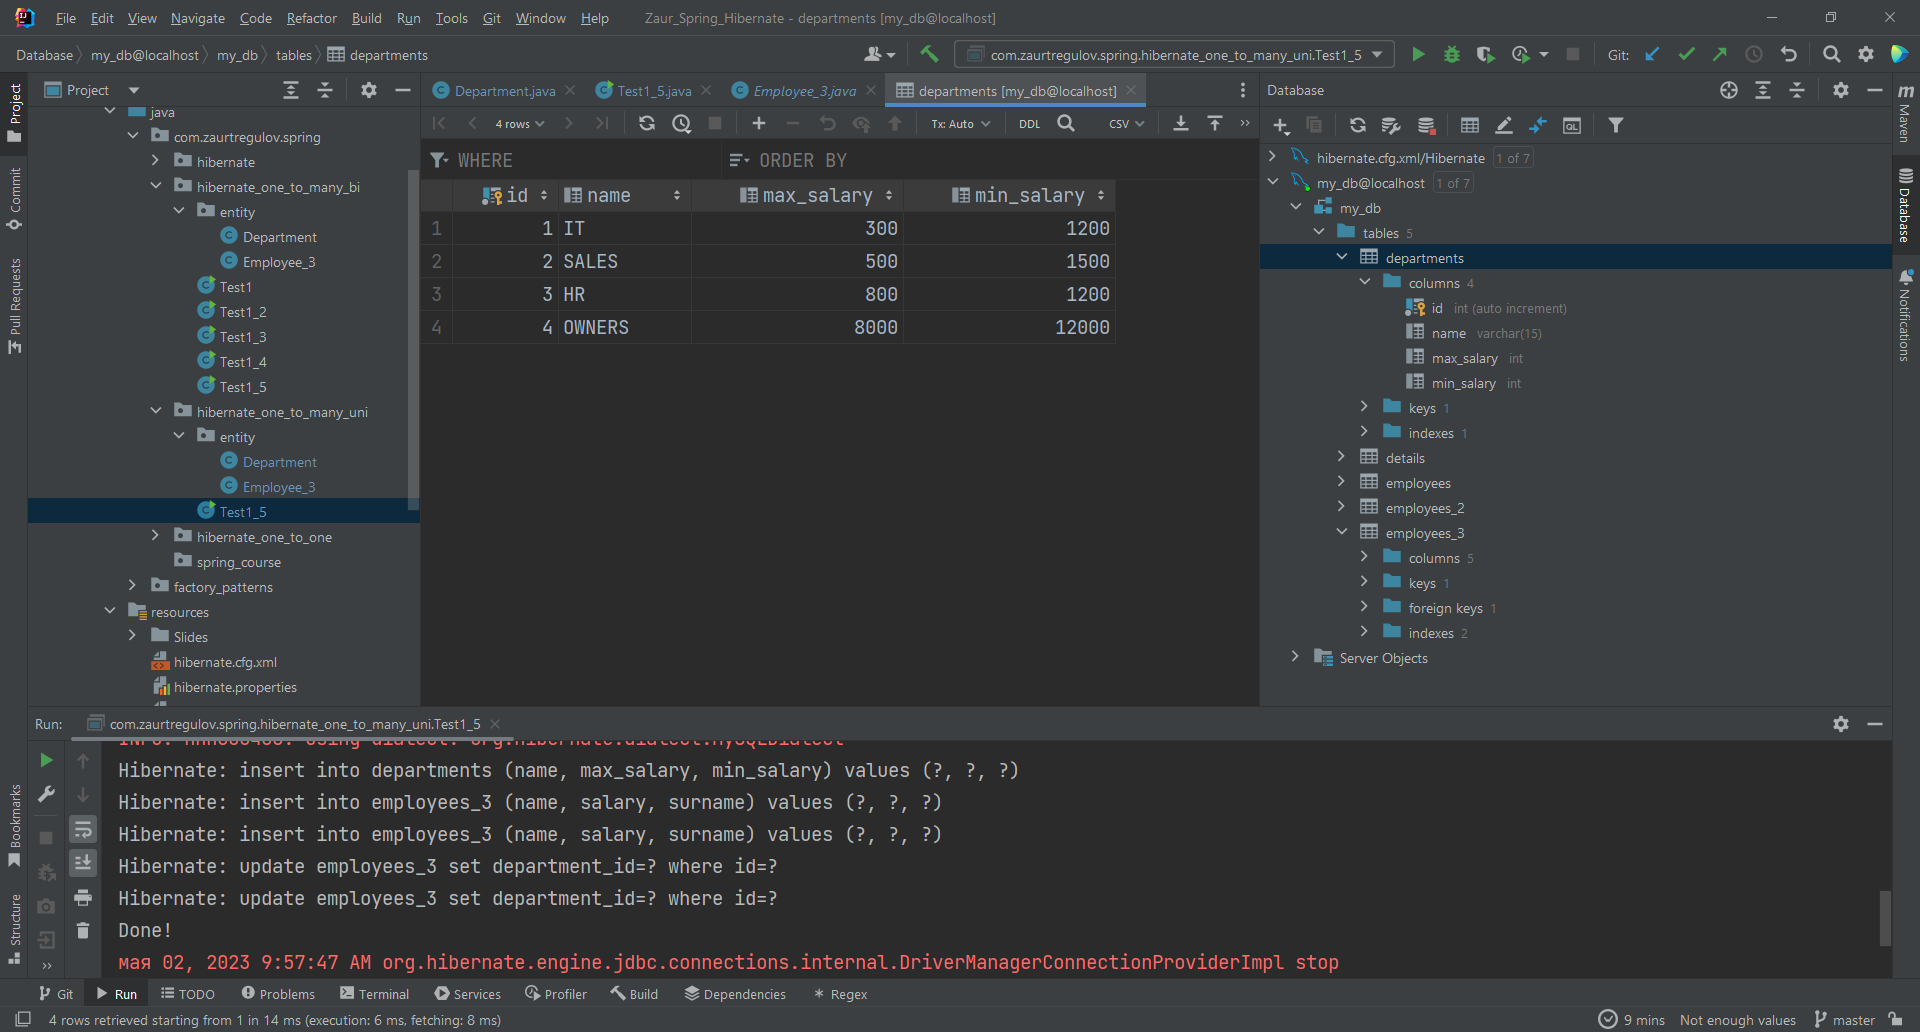 File Edit View Navigate Code Refactor Build Run Tools Git Window Help Zaur_Spring_Hibernate - departments [my_db@localhost]
Database my_db@localhost my_db tables departments
com.zaurtregulov.spring.hibernate_one_to_many_uni.Test1_5 Git:
Project
java
com.zaurtregulov.spring
hibernate
hibernate_one_to_many_bi
entity
Department
Employee_3
Test1
Test1_2
Test1_3
Test1_4
Test1_5
hibernate_one_to_many_uni
entity
Department
Employee_3
Test1_5
hibernate_one_to_one
spring_course
factory_patterns
resources
Slides
hibernate.cfg.xml
hibernate.properties
Department.java Test1_5.java Employee_3.java departments [my_db@localhost]
4 rows Tx: Auto DDL CSV
WHERE ORDER BY
id name max_salary min_salary
1 1 IT 300 1200
2 2 SALES 500 1500
3 3 HR 800 1200
4 4 OWNERS 8000 12000
Database
hibernate.cfg.xml/Hibernate 1 of 7
my_db@localhost 1 of 7
my_db
tables 5
departments
columns 4
id int (auto increment)
name varchar(15)
max_salary int
min_salary int
keys 1
indexes 1
details
employees
employees_2
employees_3
columns 5
keys 1
foreign keys 1
indexes 2
Server Objects
Project
Commit
Pull Requests
Bookmarks
Structure
Maven
Database
Notifications
Run: com.zaurtregulov.spring.hibernate_one_to_many_uni.Test1_5
INFO: HHH000400: Using dialect: org.hibernate.dialect.MySQLDialect
Hibernate: insert into departments (name, max_salary, min_salary) values (?, ?, ?)
Hibernate: insert into employees_3 (name, salary, surname) values (?, ?, ?)
Hibernate: insert into employees_3 (name, salary, surname) values (?, ?, ?)
Hibernate: update employees_3 set department_id=? where id=?
Hibernate: update employees_3 set department_id=? where id=?
Done!
мая 02, 2023 9:57:47 AM org.hibernate.engine.jdbc.connections.internal.DriverManagerConnectionProviderImpl stop
Git Run TODO Problems Terminal Services Profiler Build Dependencies Regex
4 rows retrieved starting from 1 in 14 ms (execution: 6 ms, fetching: 8 ms) 9 mins Not enough values master